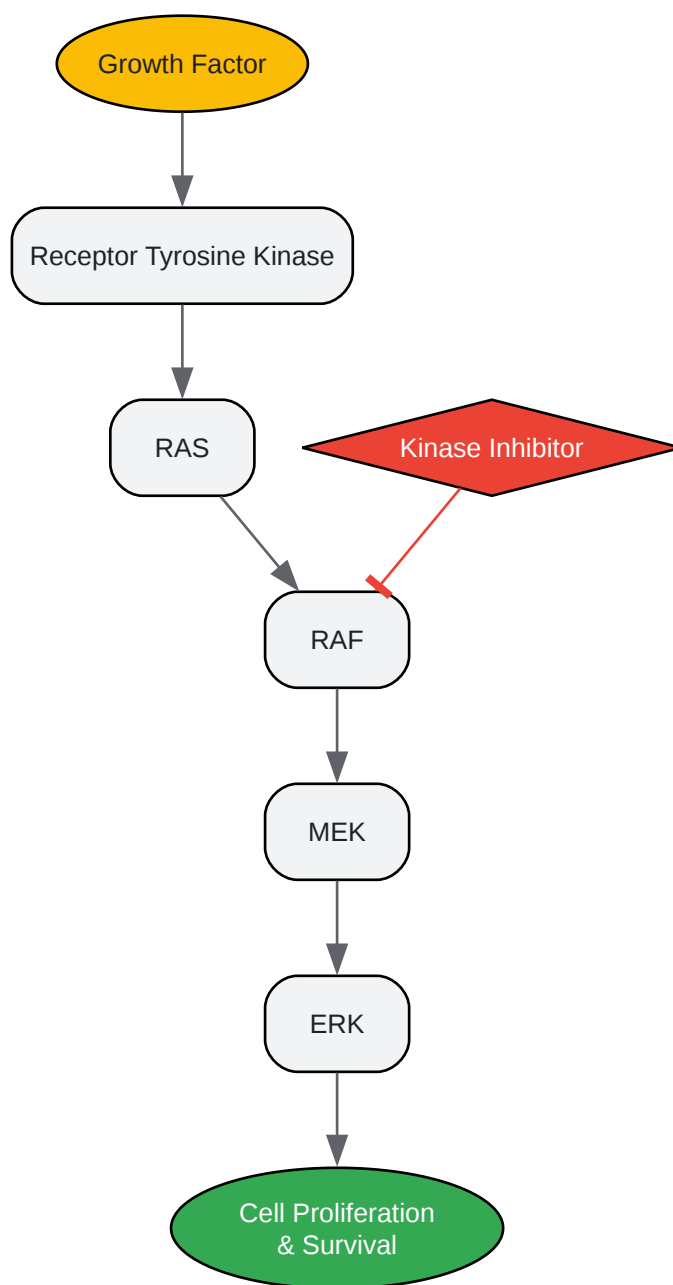 Growth Factor
Receptor Tyrosine Kinase
RAS
Kinase Inhibitor
RAF
MEK
ERK
Cell Proliferation
& Survival